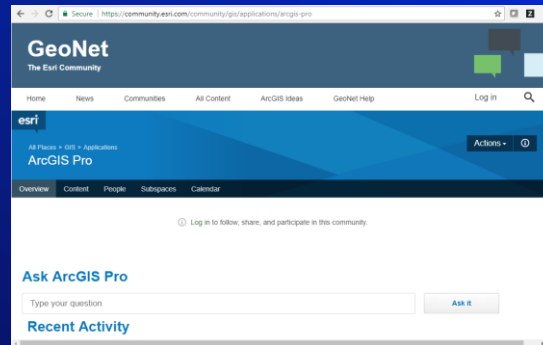 Secure | https://community.esri.com/community/gis/applications/arcgis-pro
GeoNet
The Esri Community
Home News Communities All Content ArcGIS Ideas GeoNet Help Log in
esri
All Places > GIS > Applications
ArcGIS Pro
Actions
Overview Content People Subspaces Calendar
Log in to follow, share, and participate in this community.
Ask ArcGIS Pro
Type your question
Ask it
Recent Activity